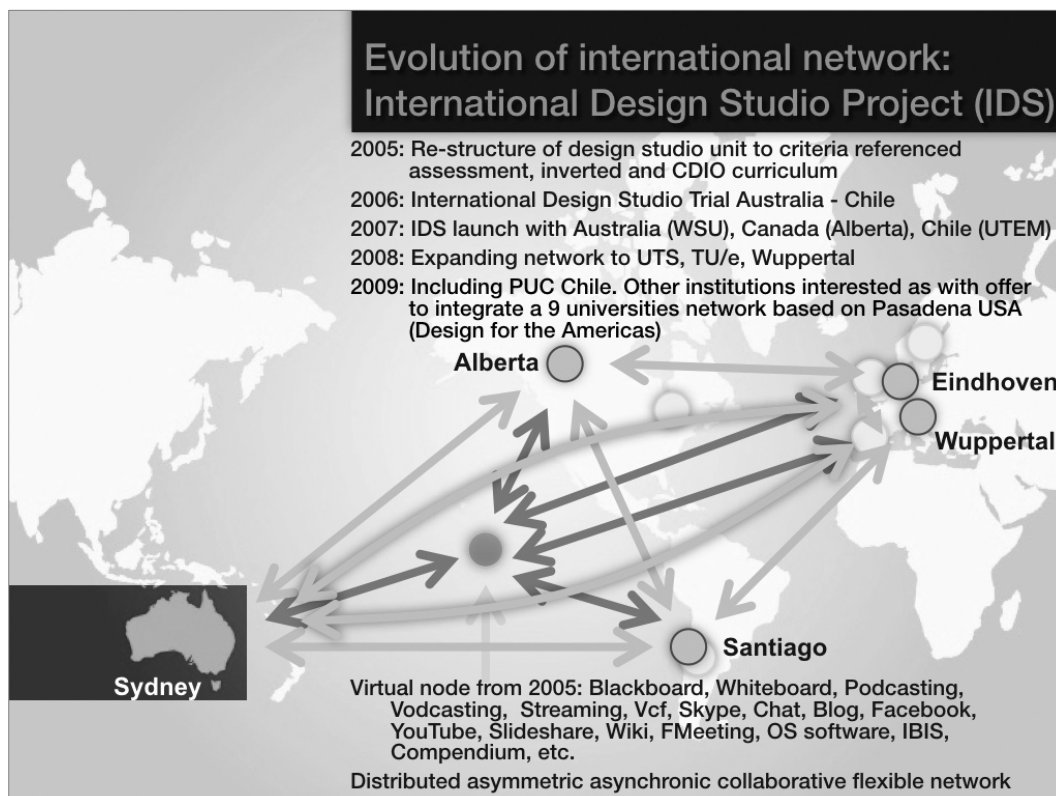 Evolution of international network:
International Design Studio Project (IDS)
2005: Re-structure of design studio unit to criteria referenced
assessment, inverted and CDIO curriculum
2006: International Design Studio Trial Australia - Chile
2007: IDS launch with Australia (WSU), Canada (Alberta), Chile (UTEM)
2008: Expanding network to UTS, TU/e, Wuppertal
2009: Including PUC Chile. Other institutions interested as with offer
to integrate a 9 universities network based on Pasadena USA
(Design for the Americas)
Alberta
Eindhoven
Wuppertal
Santiago
Sydney
Virtual node from 2005: Blackboard, Whiteboard, Podcasting,
Vodcasting, Streaming, Vcf, Skype, Chat, Blog, Facebook,
YouTube, Slideshare, Wiki, FMeeting, OS software, IBIS,
Compendium, etc.
Distributed asymmetric asynchronic collaborative flexible network